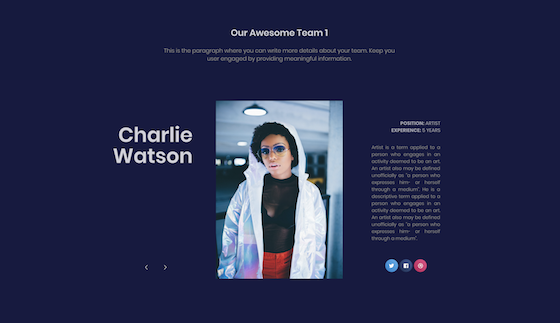 Our Awesome Team 1
This is the paragraph where you can write more details about your team. Keep you
user engaged by providing meaningful information.
Charlie
Watson
POSITION: ARTIST
EXPERIENCE: 5 YEARS
Artist is a term applied to a
person who engages in an
activity deemed to be an art.
An artist also may be defined
unofficially as "a person who
expresses him- or herself
through a medium". He is a
descriptive term applied to a
person who engages in an
activity deemed to be an art.
An artist also may be defined
unofficially as "a person who
expresses him- or herself
through a medium".